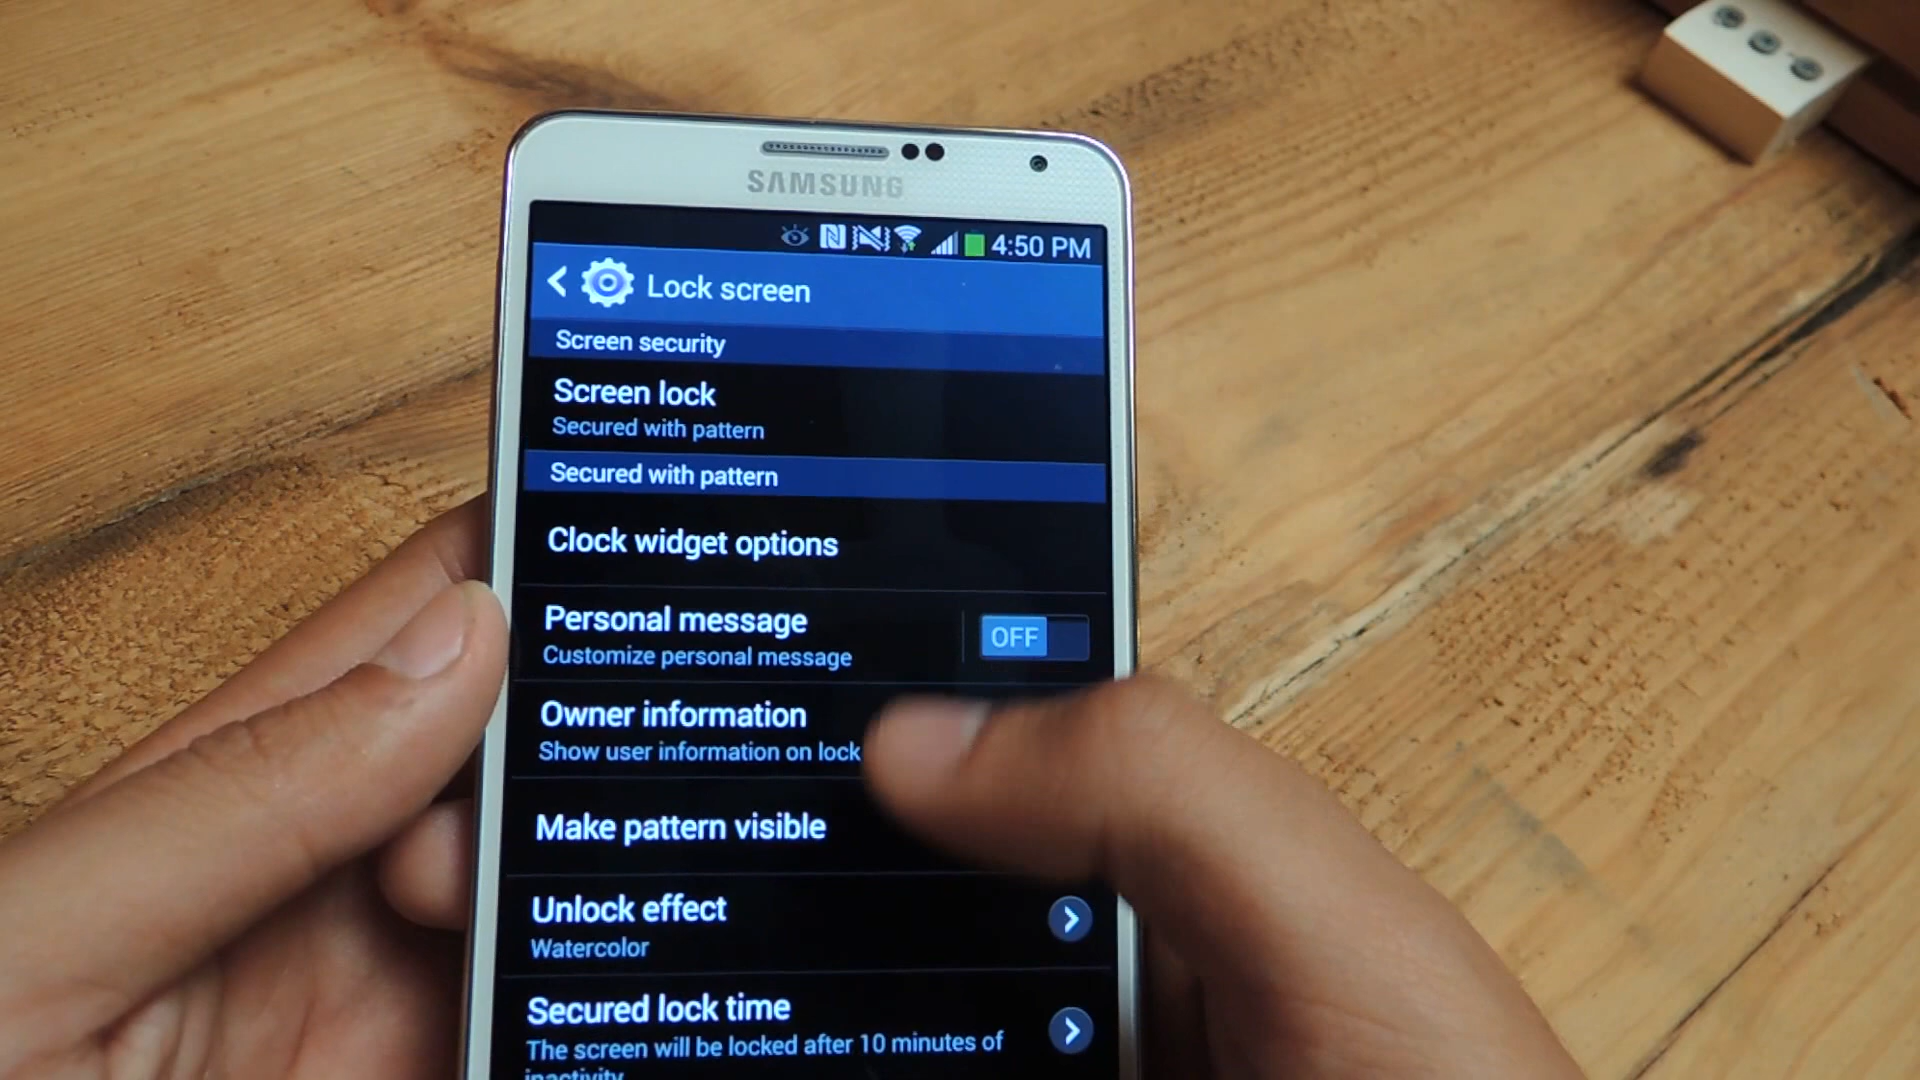 SAMSUNG
4:50 PM
Lock screen
Screen security
Screen lock
Secured with pattern
Secured with pattern
Clock widget options
Personal message
Customize personal message
OFF
Owner information
Show user information on lock
Make pattern visible
Unlock effect
Watercolor
Secured lock time
The screen will be locked after 10 minutes of
inactivity